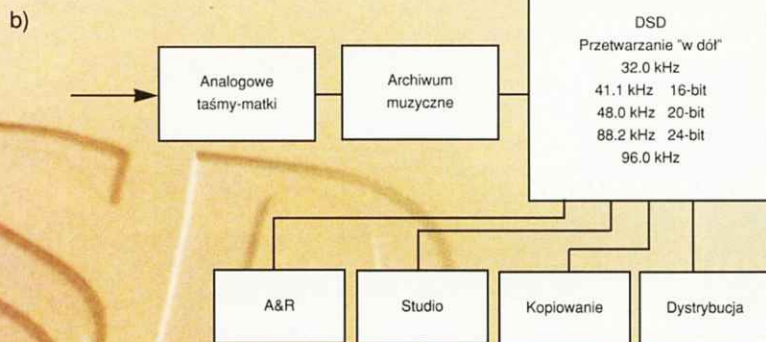 b)
DSD
Przetwarzanie "w dół"
32.0 kHz
41.1 kHz 16-bit
48.0 kHz 20-bit
88.2 kHz 24-bit
96.0 kHz
Analogowe
taśmy-matki
Archiwum
muzyczne
A&R
Studio
Kopiowanie
Dystrybucja